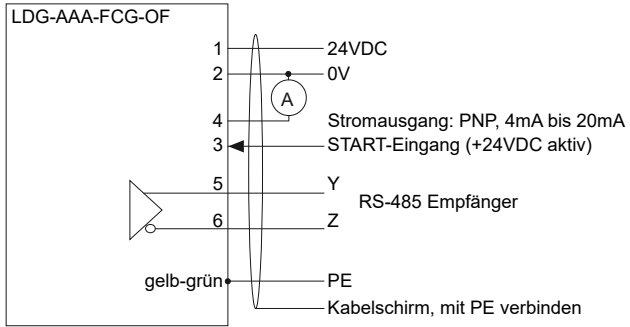 LDG-AAA-FCG-OF
1 24VDC
2 0V
A
4 Stromausgang: PNP, 4mA bis 20mA
3 START-Eingang (+24VDC aktiv)
5 Y
RS-485 Empfänger
6 Z
gelb-grün PE
Kabelschirm, mit PE verbinden